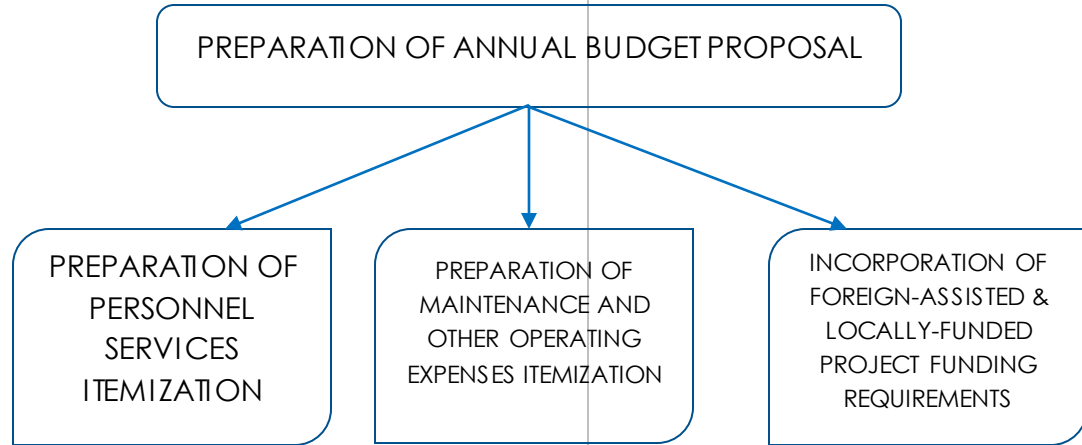 PREPARATION OF ANNUAL BUDGET PROPOSAL
PREPARATION OF
PERSONNEL
SERVICES
ITEMIZATION
PREPARATION OF
MAINTENANCE AND
OTHER OPERATING
EXPENSES ITEMIZATION
INCORPORATION OF
FOREIGN-ASSISTED &
LOCALLY-FUNDED
PROJECT FUNDING
REQUIREMENTS